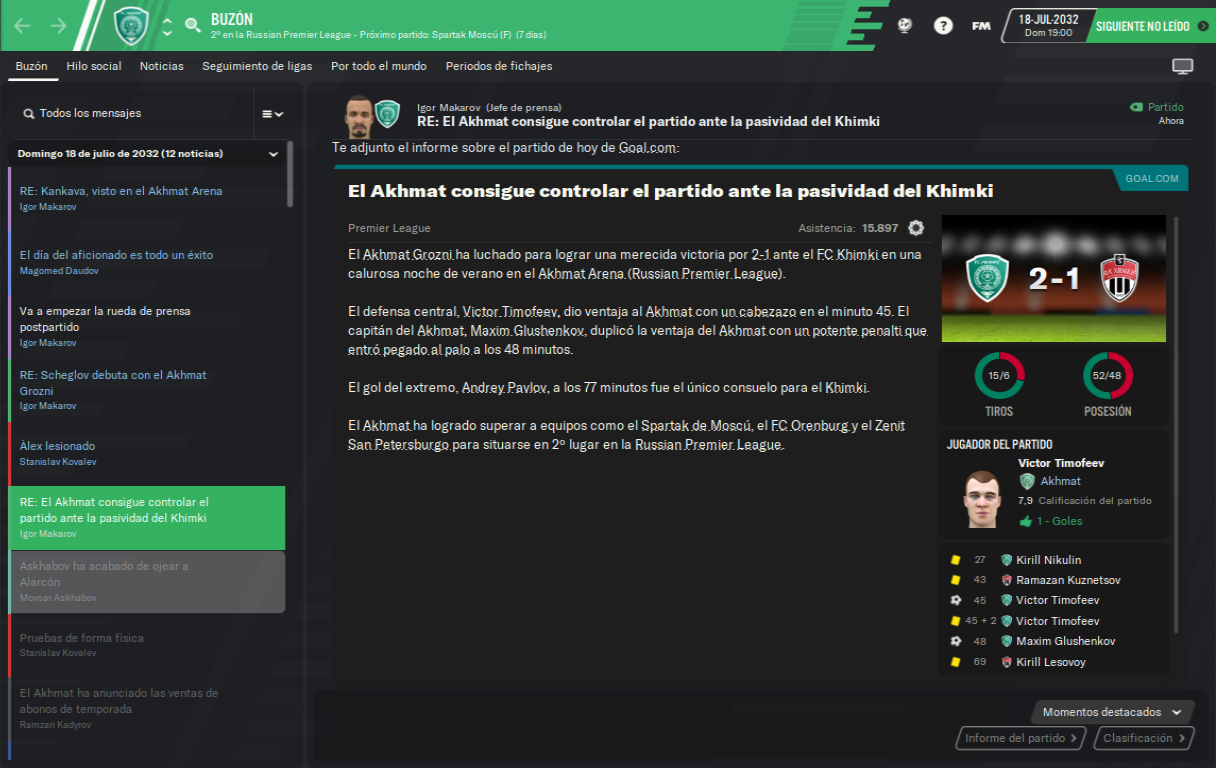 BUZÓN
2º en la Russian Premier League - Próximo partido: Spartak Moscú (F) (7 días)
FM
18-JUL-2032
Dom 19:00
SIGUIENTE NO LEÍDO
Buzón
Hilo social
Noticias
Seguimiento de ligas
Por todo el mundo
Periodos de fichajes
Todos los mensajes
Domingo 18 de julio de 2032 (12 noticias)
RE: Kankava, visto en el Akhmat Arena
Igor Makarov
El día del aficionado es todo un éxito
Magomed Daudov
Va a empezar la rueda de prensa
postpartido
Igor Makarov
RE: Scheglov debuta con el Akhmat
Grozni
Igor Makarov
Àlex lesionado
Stanislav Kovalev
RE: El Akhmat consigue controlar el
partido ante la pasividad del Khimki
Igor Makarov
Askhabov ha acabado de ojear a
Alarcón
Movsar Askhabov
Pruebas de forma física
Stanislav Kovalev
El Akhmat ha anunciado las ventas de
abonos de temporada
Ramzan Kadyrov
Igor Makarov (Jefe de prensa)
RE: El Akhmat consigue controlar el partido ante la pasividad del Khimki
Partido
Ahora
Te adjunto el informe sobre el partido de hoy de Goal.com:
GOAL.COM
El Akhmat consigue controlar el partido ante la pasividad del Khimki
Premier League
Asistencia: 15.897
El Akhmat Grozni ha luchado para lograr una merecida victoria por 2-1 ante el FC Khimki en una
calurosa noche de verano en el Akhmat Arena (Russian Premier League).
El defensa central, Victor Timofeev, dio ventaja al Akhmat con un cabezazo en el minuto 45. El
capitán del Akhmat, Maxim Glushenkov, duplicó la ventaja del Akhmat con un potente penalti que
entró pegado al palo a los 48 minutos.
El gol del extremo, Andrey Pavlov, a los 77 minutos fue el único consuelo para el Khimki.
El Akhmat ha logrado superar a equipos como el Spartak de Moscú, el FC Orenburg y el Zenit
San Petersburgo para situarse en 2º lugar en la Russian Premier League.
2-1
15/6
TIROS
52/48
POSESIÓN
JUGADOR DEL PARTIDO
Victor Timofeev
Akhmat
7,9 Calificación del partido
1 - Goles
27 Kirill Nikulin
43 Ramazan Kuznetsov
45 Victor Timofeev
45 + 2 Victor Timofeev
48 Maxim Glushenkov
69 Kirill Lesovoy
Momentos destacados
Informe del partido
Clasificación